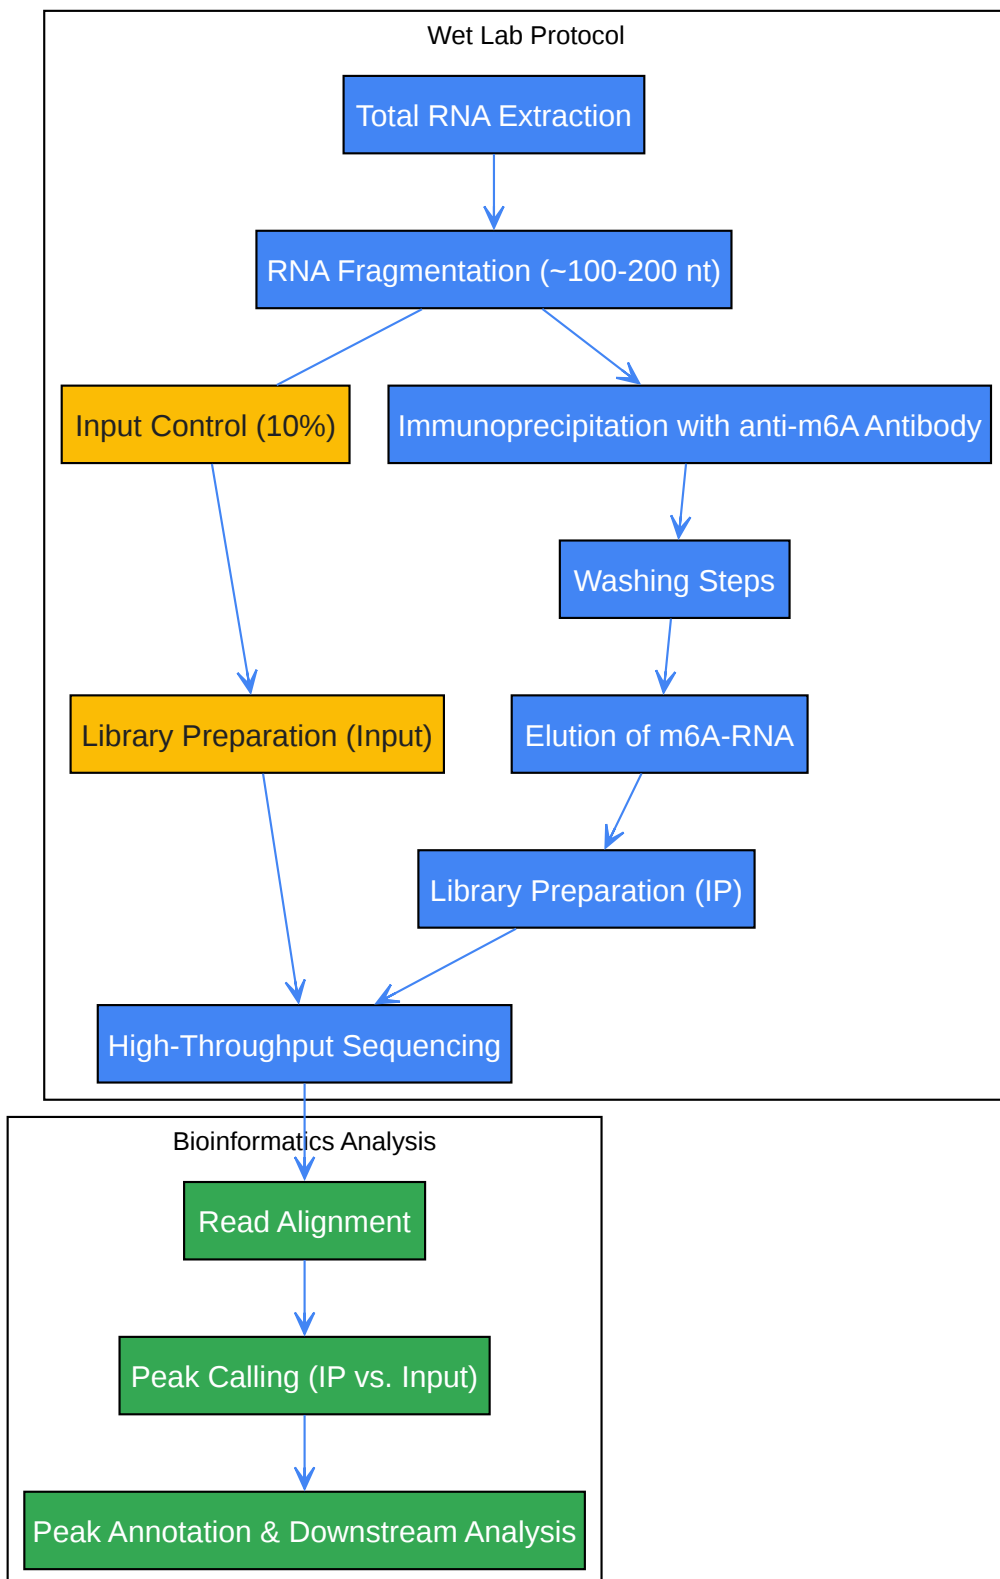 Wet Lab Protocol
Total RNA Extraction
RNA Fragmentation (~100-200 nt)
Input Control (10%)
Immunoprecipitation with anti-m6A Antibody
Washing Steps
Library Preparation (Input)
Elution of m6A-RNA
Library Preparation (IP)
High-Throughput Sequencing
Bioinformatics Analysis
Read Alignment
Peak Calling (IP vs. Input)
Peak Annotation & Downstream Analysis